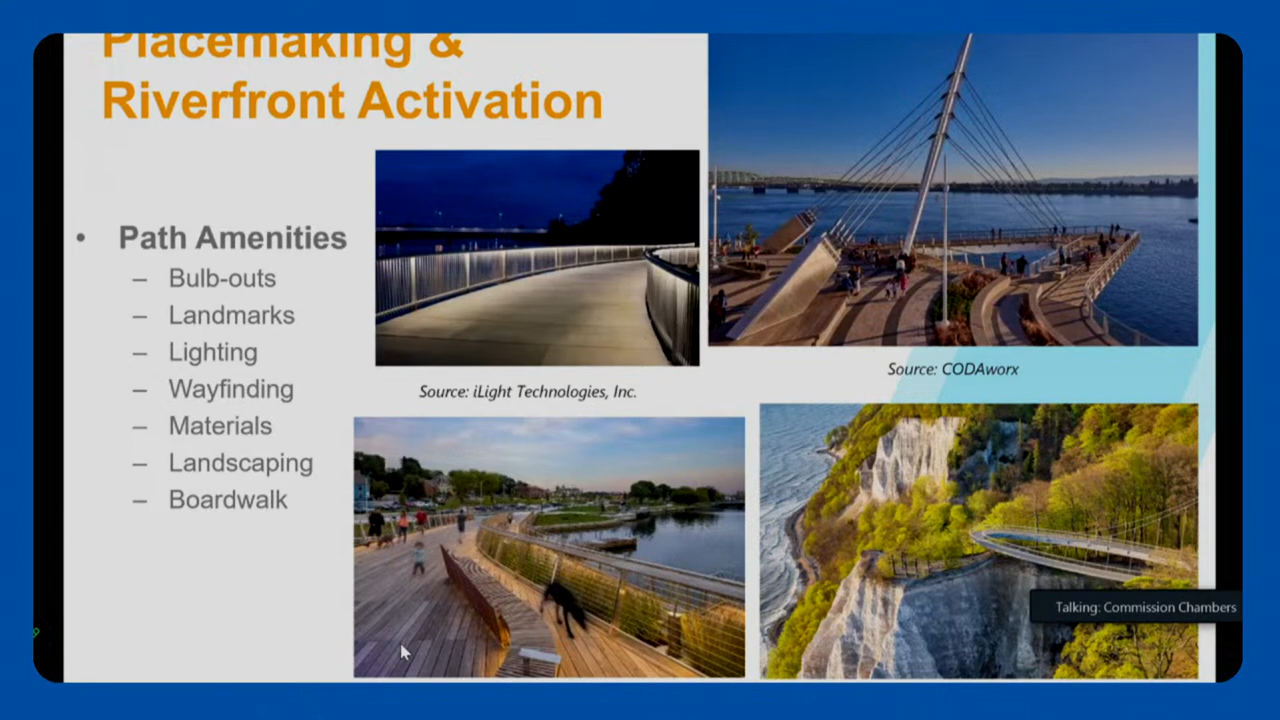 Placemaking &
Riverfront Activation
• Path Amenities
– Bulb-outs
– Landmarks
– Lighting
– Wayfinding
– Materials
– Landscaping
– Boardwalk
Source: iLight Technologies, Inc.
Source: CODAworx
Talking: Commission Chambers